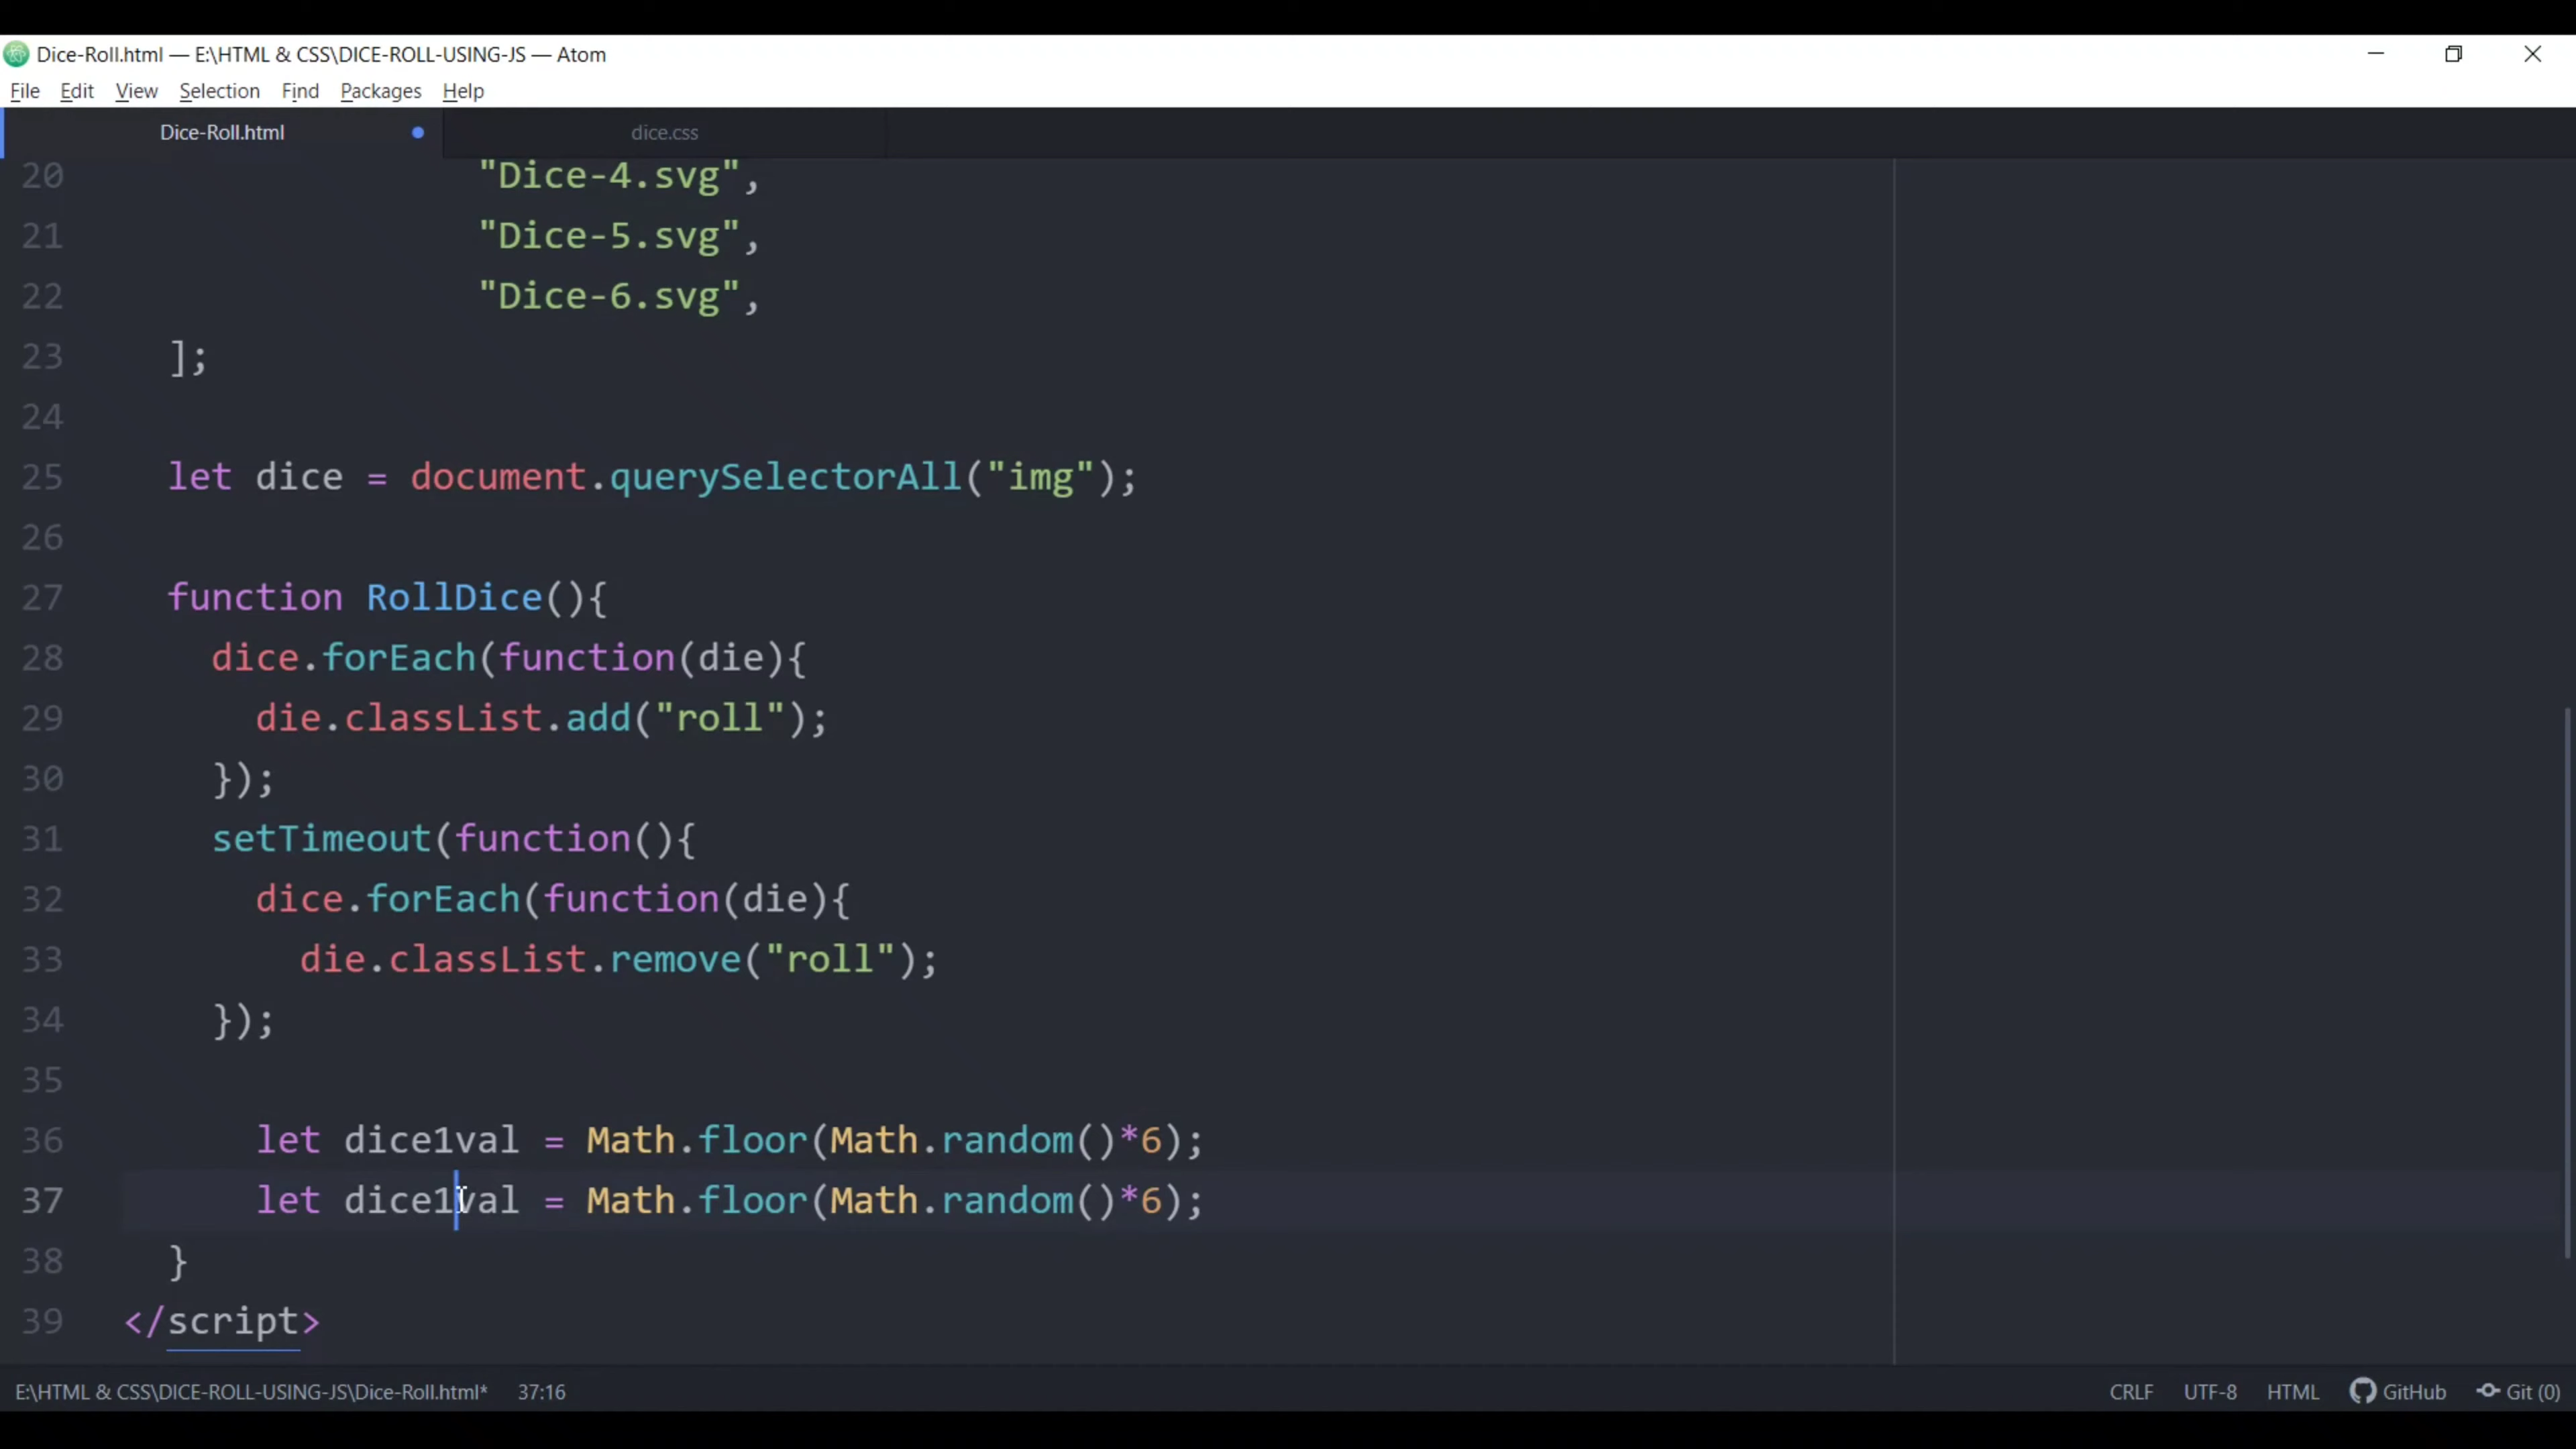 Dice-Roll.html — E:\HTML & CSS\DICE-ROLL-USING-JS — Atom
File Edit View Selection Find Packages Help
Dice-Roll.html dice.css
20 "Dice-4.svg",
21 "Dice-5.svg",
22 "Dice-6.svg",
23 ];
24
25 let dice = document.querySelectorAll("img");
26
27 function RollDice(){
28 dice.forEach(function(die){
29 die.classList.add("roll");
30 });
31 setTimeout(function(){
32 dice.forEach(function(die){
33 die.classList.remove("roll");
34 });
35
36 let dice1val = Math.floor(Math.random()*6);
37 let dice1val = Math.floor(Math.random()*6);
38 }
39 </script>
E:\HTML & CSS\DICE-ROLL-USING-JS\Dice-Roll.html* 37:16 CRLF UTF-8 HTML GitHub Git (0)